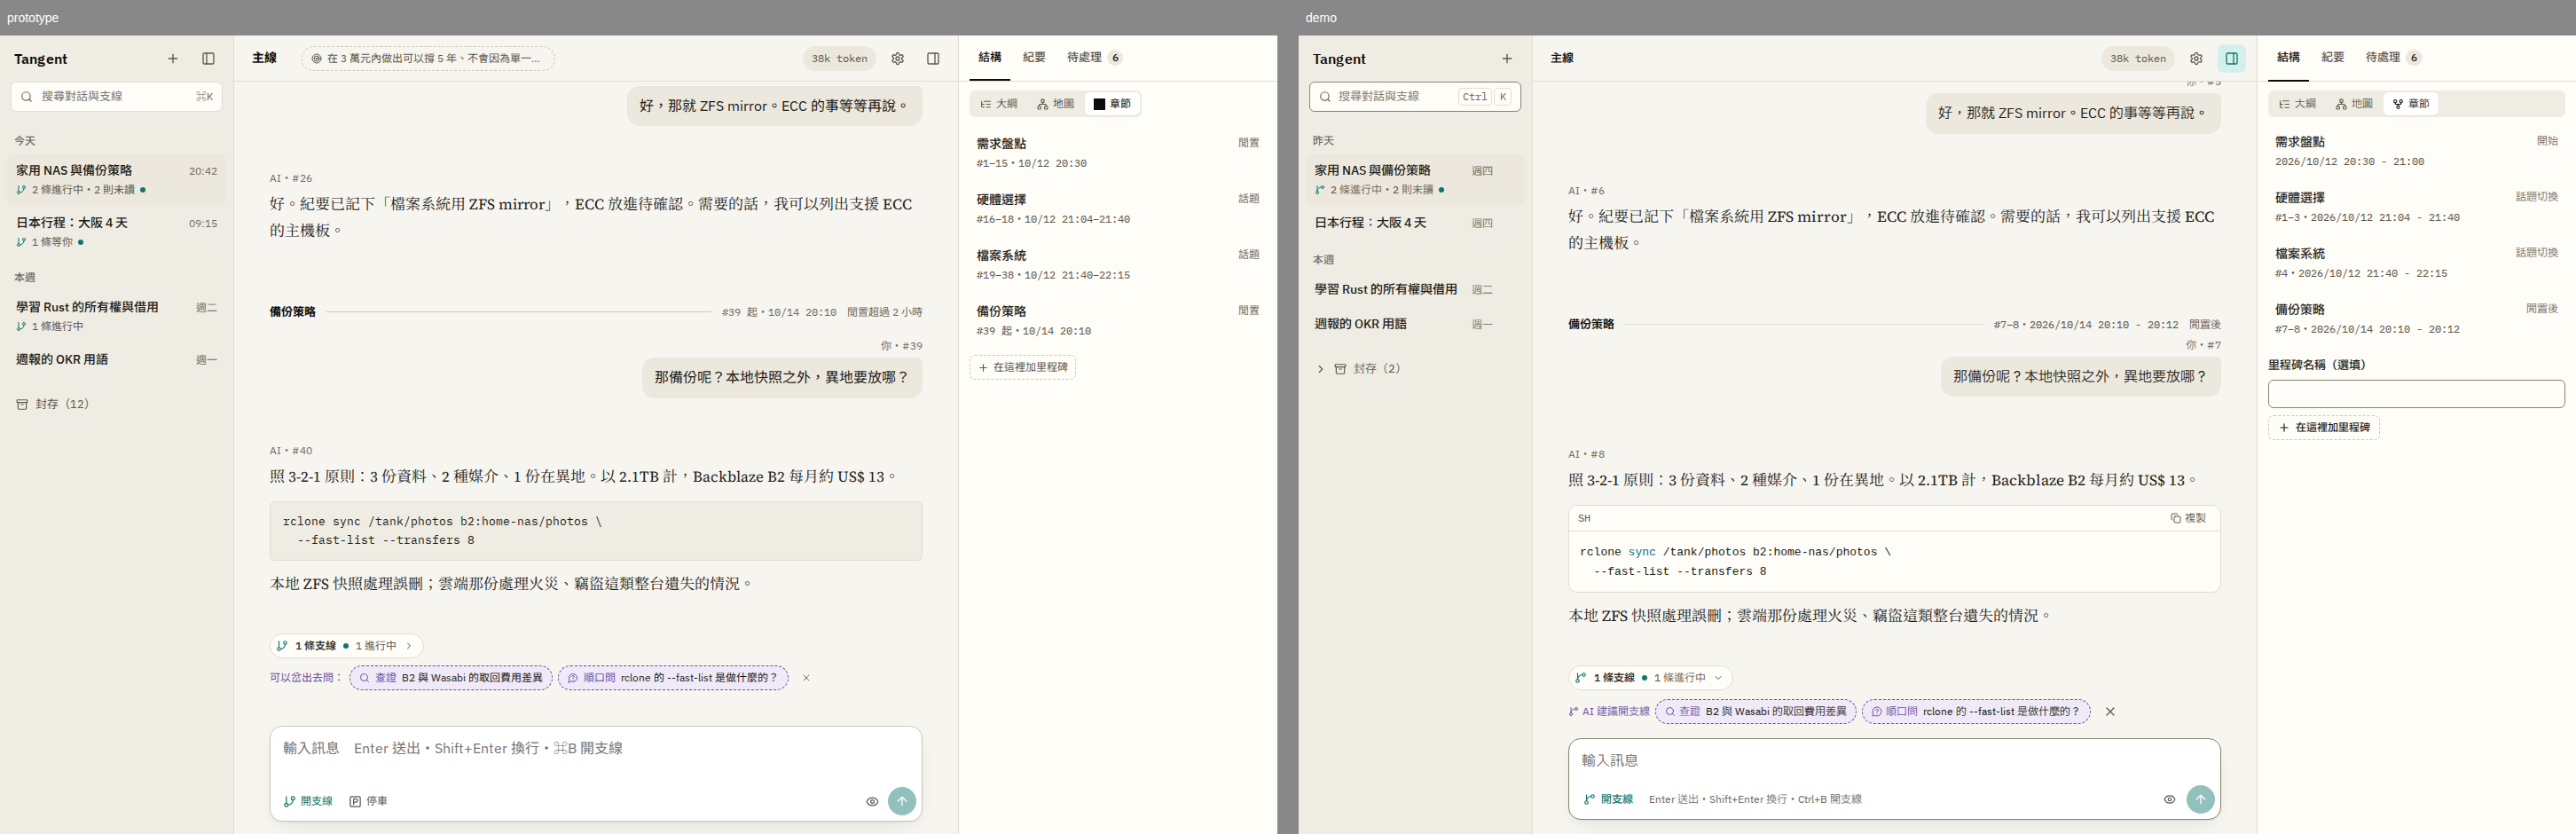 prototype
Tangent
搜尋對話與支線 ⌘K
今天
家用 NAS 與備份策略 20:42
2 條進行中・2 則未讀
日本行程：大阪 4 天 09:15
1 條等你
本週
學習 Rust 的所有權與借用 週二
1 條進行中
週報的 OKR 用語 週一
封存（12）
主線 在 3 萬元內做出可以撐 5 年、不會因為單一... 38k token
好，那就 ZFS mirror。ECC 的事等等再說。
AI・#26
好。紀要已記下「檔案系統用 ZFS mirror」，ECC 放進待確認。需要的話，我可以列出支援 ECC
的主機板。
備份策略 #39 起・10/14 20:10 閒置超過 2 小時
你・#39
那備份呢？本地快照之外，異地要放哪？
AI・#40
照 3-2-1 原則：3 份資料、2 種媒介、1 份在異地。以 2.1TB 計，Backblaze B2 每月約 US$ 13。
rclone sync /tank/photos b2:home-nas/photos \
--fast-list --transfers 8
本地 ZFS 快照處理誤刪；雲端那份處理火災、竊盜這類整台遺失的情況。
1 條支線 1 進行中
可以岔出去問： 查證 B2 與 Wasabi 的取回費用差異 順口問 rclone 的 --fast-list 是做什麼的？
輸入訊息 Enter 送出・Shift+Enter 換行・⌘B 開支線
開支線 停車
結構 紀要 待處理 6
大綱 地圖 章節
需求盤點 閒置
#1–15・10/12 20:30
硬體選擇 話題
#16–18・10/12 21:04–21:40
檔案系統 話題
#19–38・10/12 21:40–22:15
備份策略 閒置
#39 起・10/14 20:10
在這裡加里程碑
demo
Tangent
搜尋對話與支線 Ctrl K
昨天
家用 NAS 與備份策略 週四
2 條進行中・2 則未讀
日本行程：大阪 4 天 週四
本週
學習 Rust 的所有權與借用 週二
週報的 OKR 用語 週一
封存（2）
主線 38k token
你・#5
好，那就 ZFS mirror。ECC 的事等等再說。
AI・#6
好。紀要已記下「檔案系統用 ZFS mirror」，ECC 放進待確認。需要的話，我可以列出支援 ECC
的主機板。
備份策略 #7–8・2026/10/14 20:10 - 20:12 閒置後
你・#7
那備份呢？本地快照之外，異地要放哪？
AI・#8
照 3-2-1 原則：3 份資料、2 種媒介、1 份在異地。以 2.1TB 計，Backblaze B2 每月約 US$ 13。
SH 複製
rclone sync /tank/photos b2:home-nas/photos \
--fast-list --transfers 8
本地 ZFS 快照處理誤刪；雲端那份處理火災、竊盜這類整台遺失的情況。
1 條支線 1 條進行中
AI 建議開支線 查證 B2 與 Wasabi 的取回費用差異 順口問 rclone 的 --fast-list 是做什麼的？
輸入訊息
開支線 Enter 送出・Shift+Enter 換行・Ctrl+B 開支線
結構 紀要 待處理 6
大綱 地圖 章節
需求盤點 開始
2026/10/12 20:30 - 21:00
硬體選擇 話題切換
#1–3・2026/10/12 21:04 - 21:40
檔案系統 話題切換
#4・2026/10/12 21:40 - 22:15
備份策略 閒置後
#7–8・2026/10/14 20:10 - 20:12
里程碑名稱（選填）
在這裡加里程碑